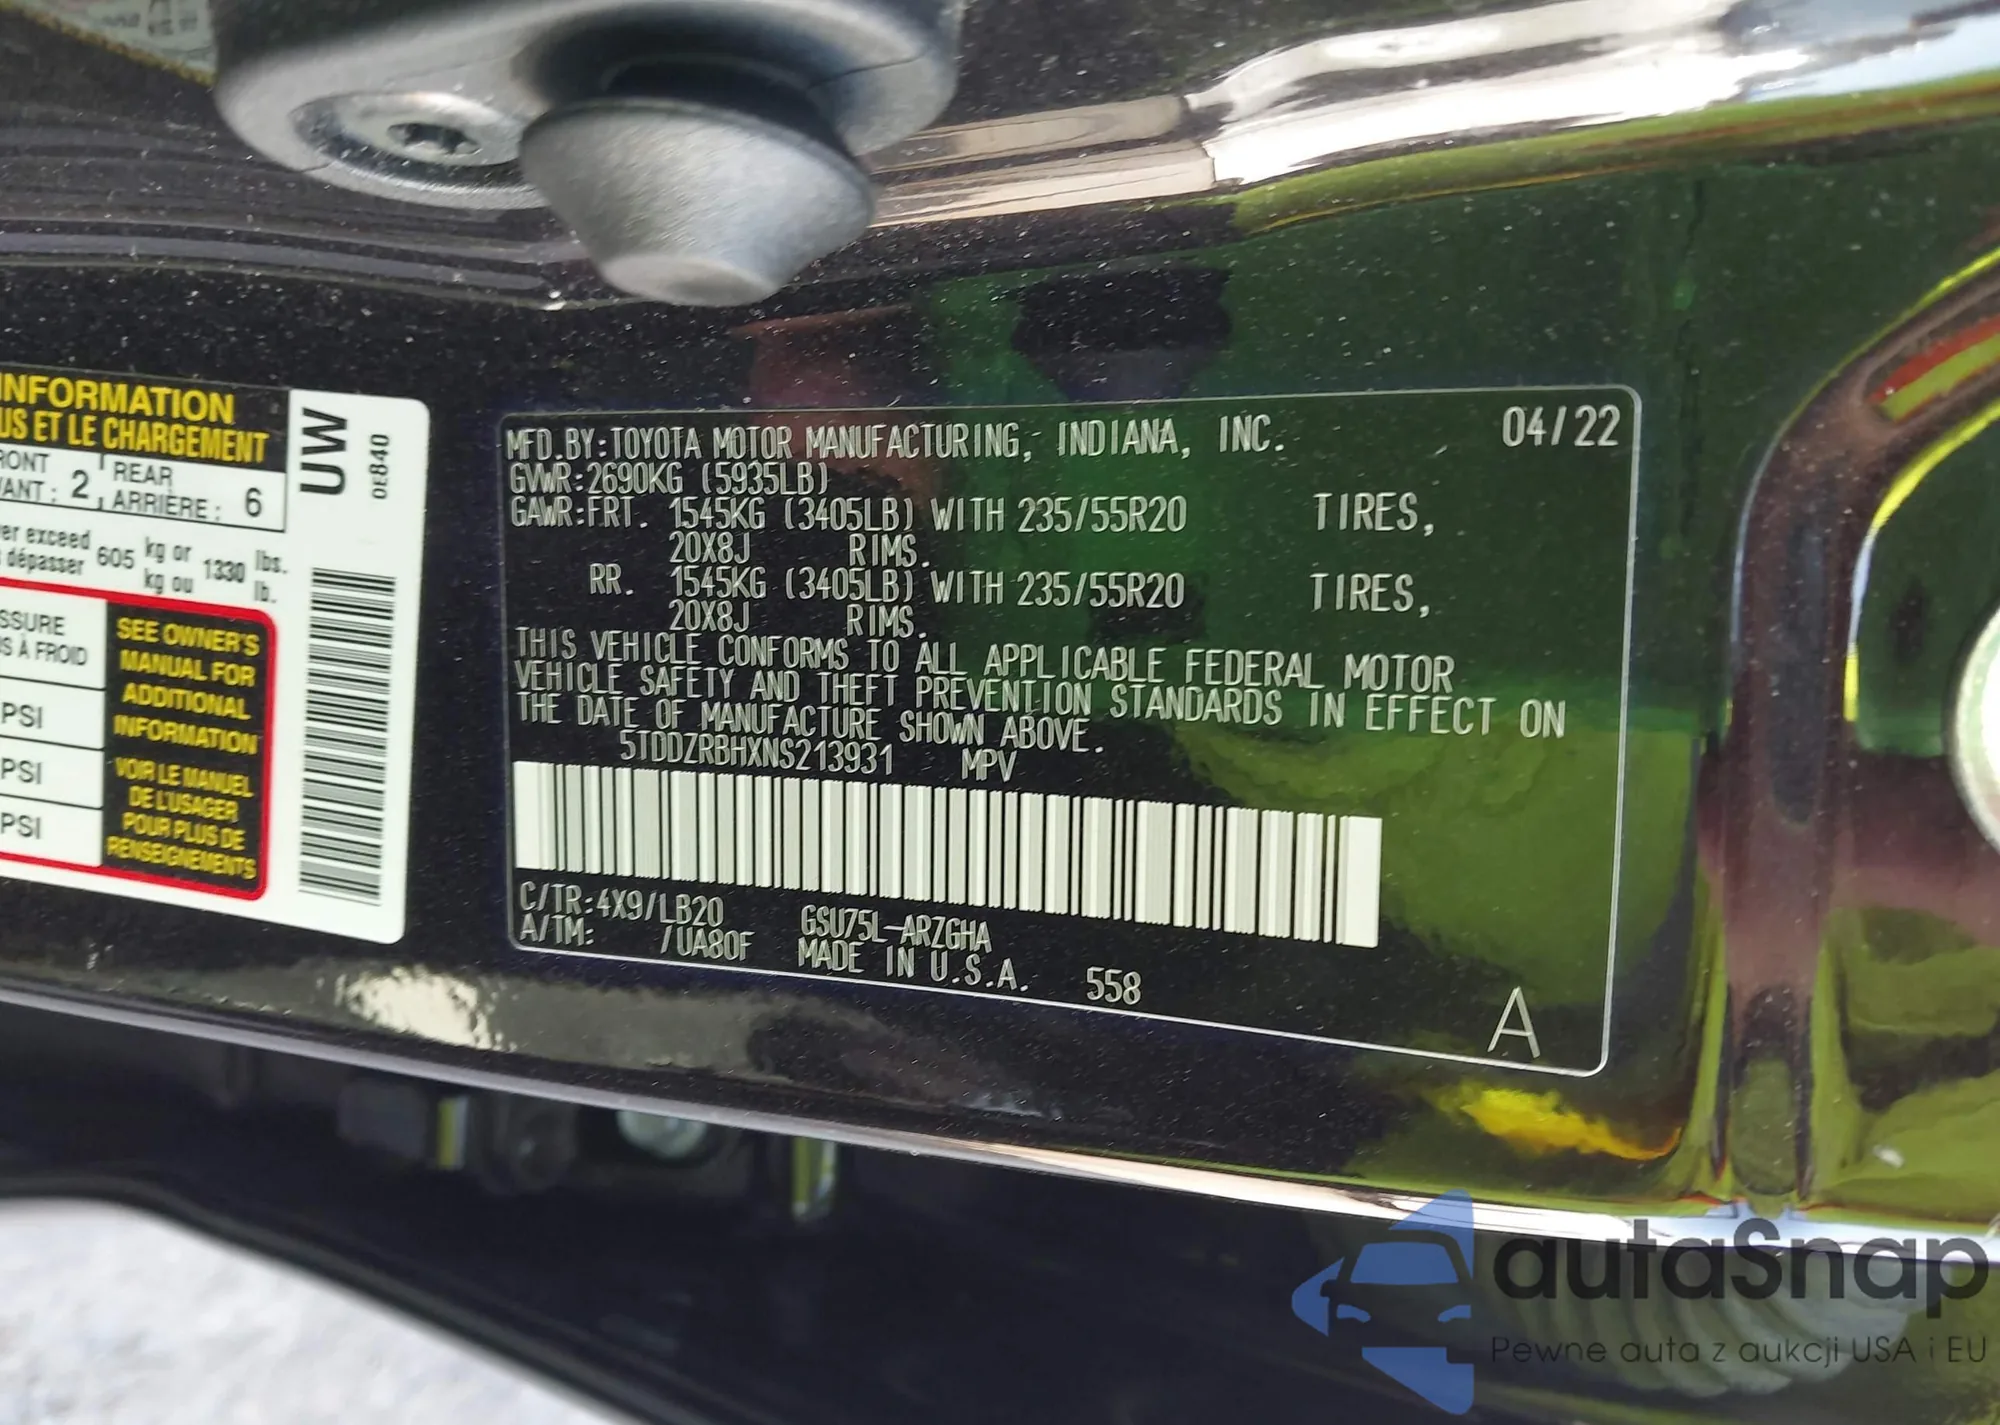 INFORMATION
US ET LE CHARGEMENT
REAR
ARRIÈRE : 6
VANT : 2
exceed
dépasser 605 kg or 1330 lbs.
kg ou lb.
À FROID
PSI
PSI
PSI
SEE OWNER'S
MANUAL FOR
ADDITIONAL
INFORMATION
VOIR LE MANUEL
DE L'USAGER
POUR PLUS DE
RENSEIGNEMENTS
UW
0E840
MFD.BY:TOYOTA MOTOR MANUFACTURING, INDIANA, INC. 04/22
GVWR:2690KG (5935LB)
GAWR:FRT. 1545KG (3405LB) WITH 235/55R20 TIRES,
20X8J RIMS.
RR. 1545KG (3405LB) WITH 235/55R20 TIRES,
20X8J RIMS.
THIS VEHICLE CONFORMS TO ALL APPLICABLE FEDERAL MOTOR
VEHICLE SAFETY AND THEFT PREVENTION STANDARDS IN EFFECT ON
THE DATE OF MANUFACTURE SHOWN ABOVE.
5TDDZRBHXNS213931 MPV
C/TR:4X9/LB20 GSU75L-ARZGHA
A/TM: /UA80F MADE IN U.S.A. 558
A
autaSnap
Pewne auta z aukcji USA i EU